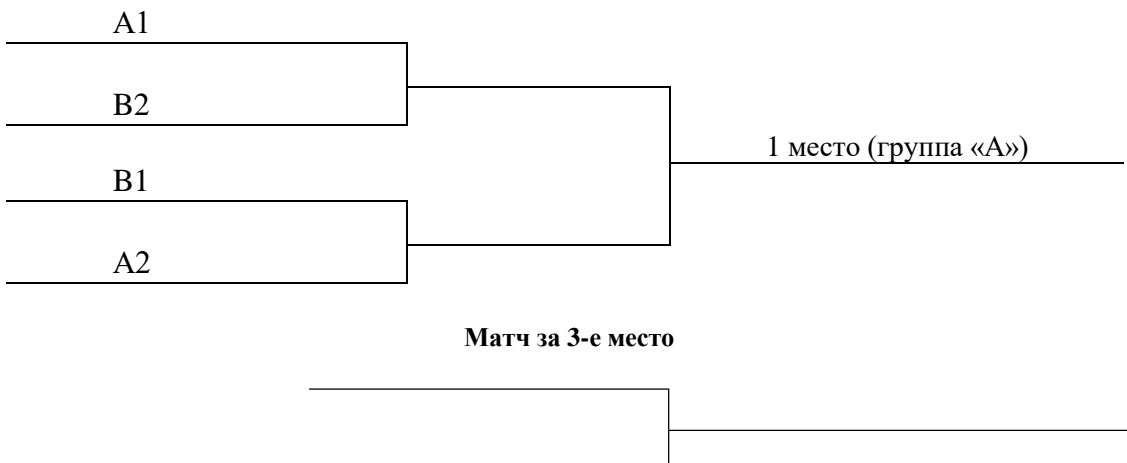 A1
B2
1 место (группа «А»)
B1
A2
Матч за 3-е место